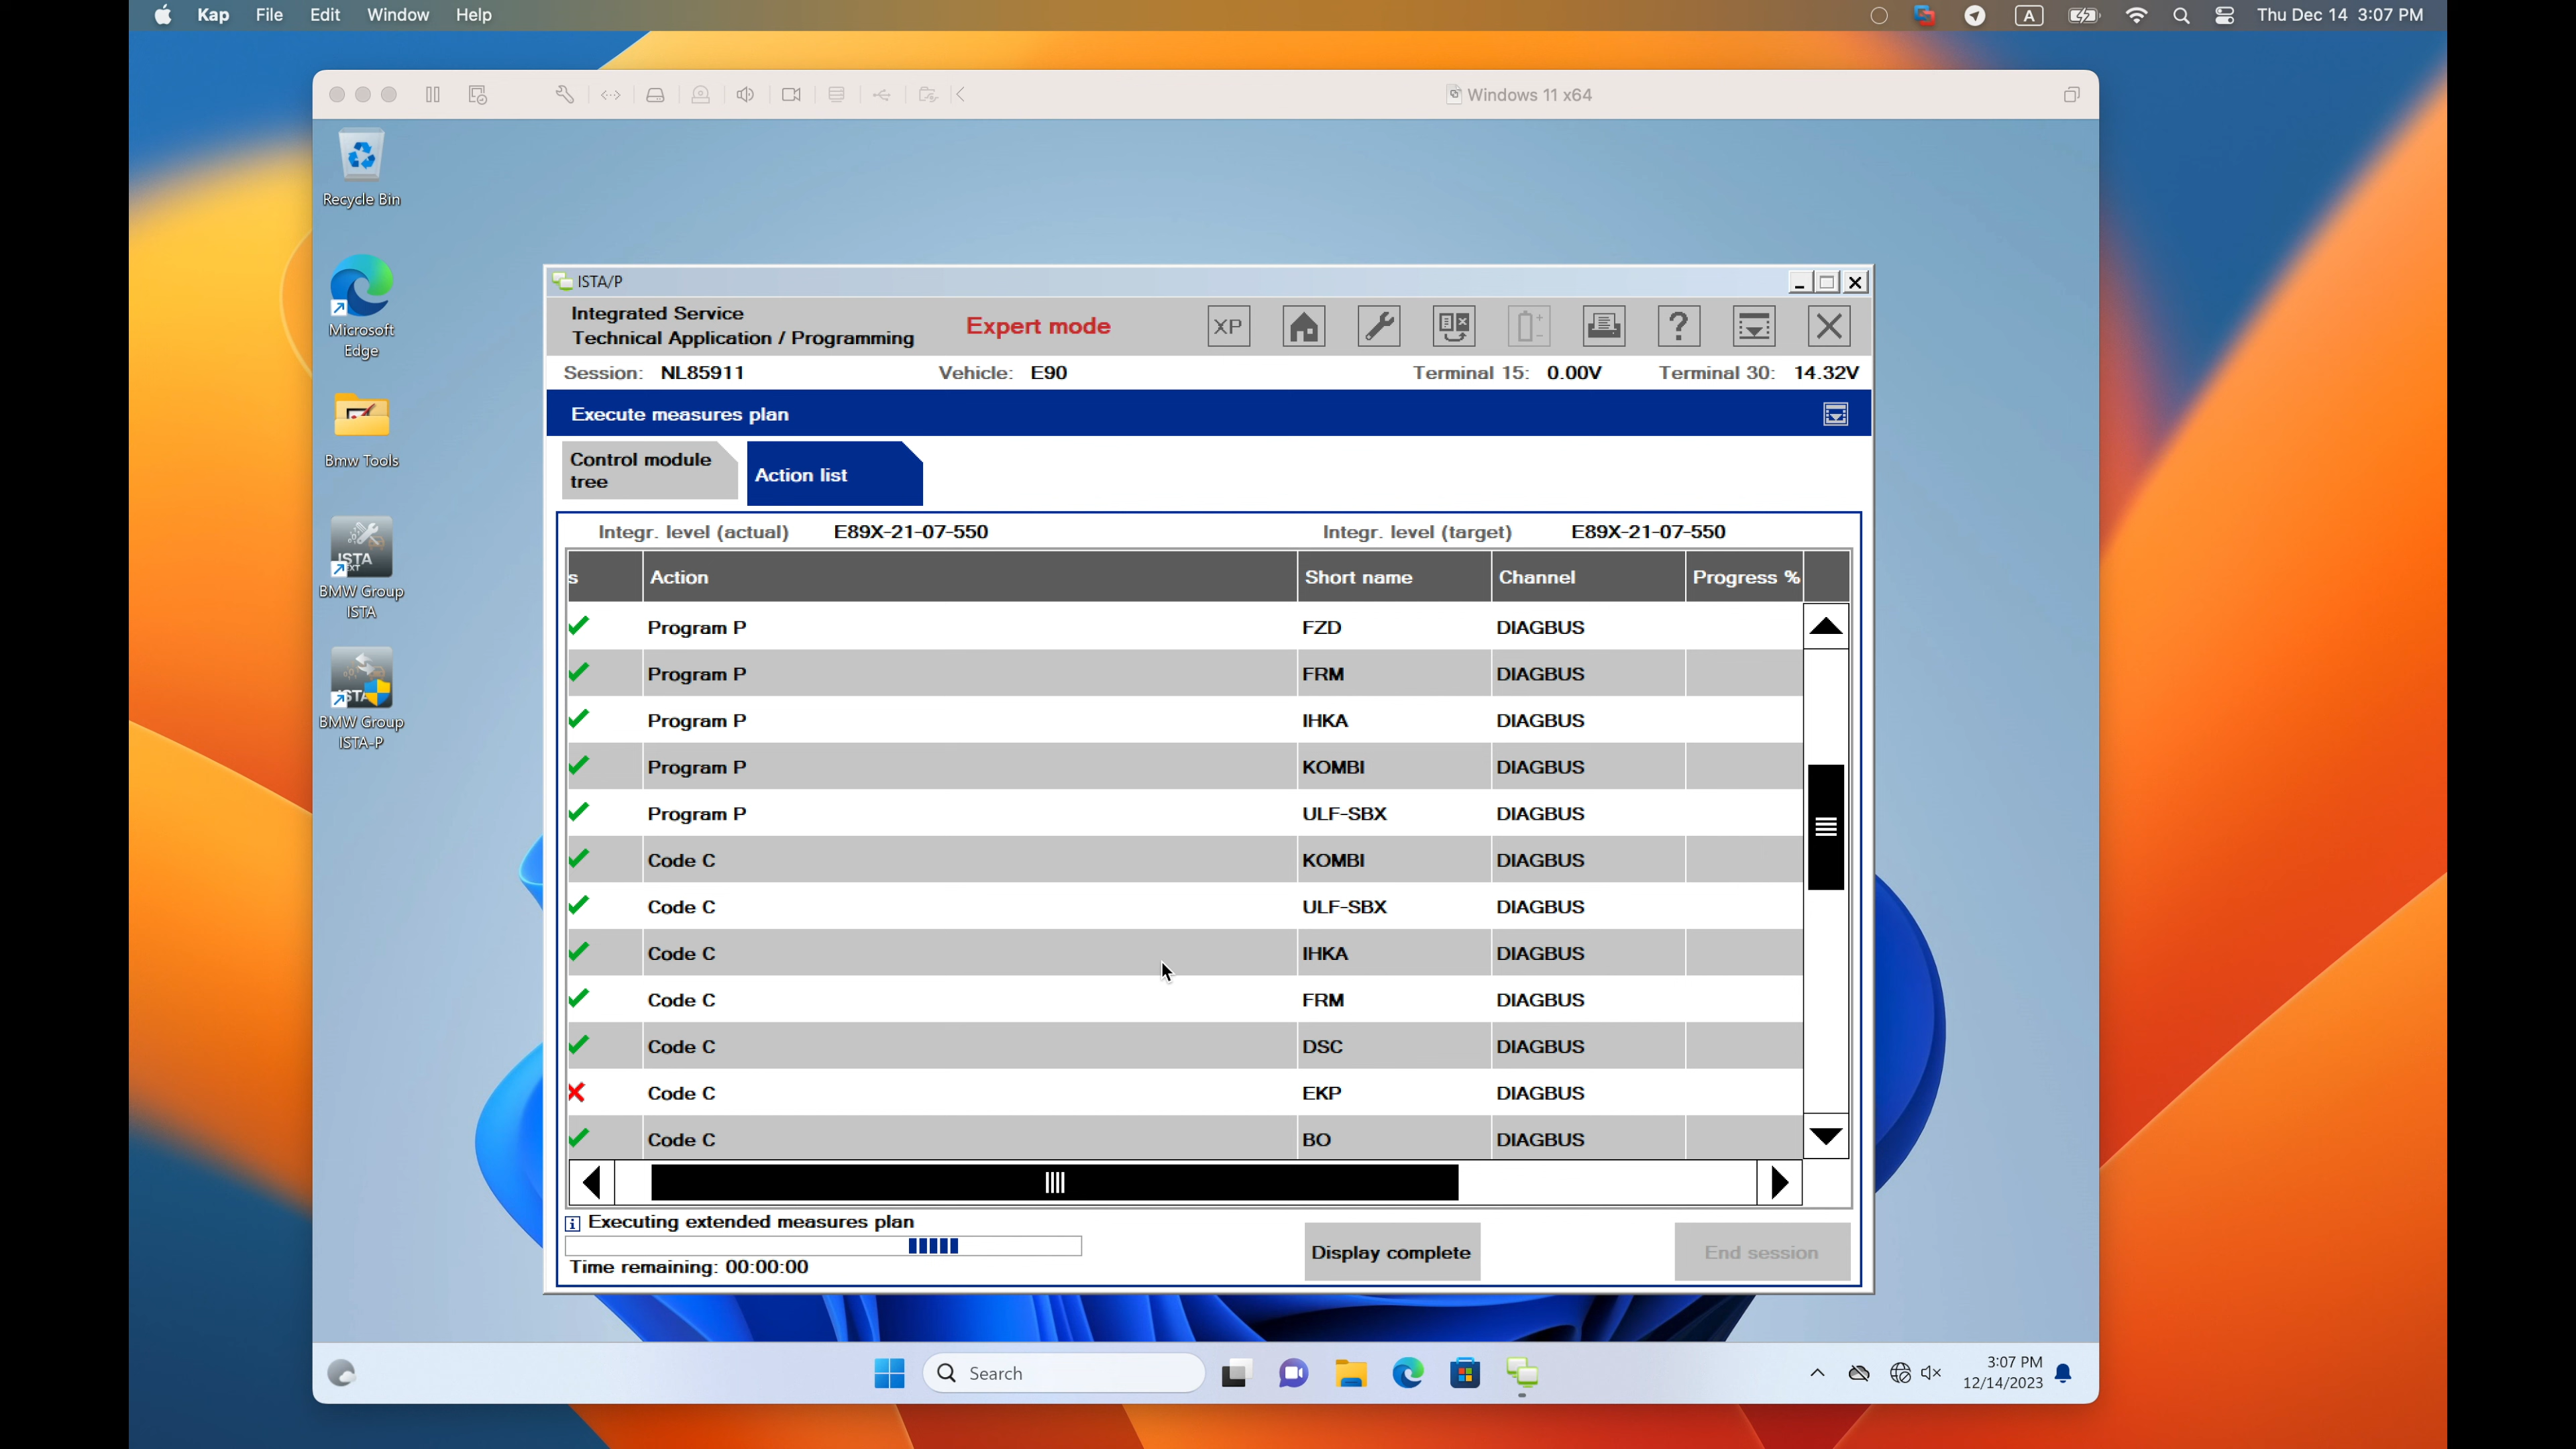 Kap File Edit Window Help
A
Thu Dec 14 3:07 PM
Windows 11 x64
Recycle Bin
Microsoft
Edge
Bmw Tools
BMW Group
ISTA
BMW Group
ISTA-P
ISTA/P
Integrated Service
Technical Application / Programming
Expert mode
XP
?
Session: NL85911
Vehicle: E90
Terminal 15: 0.00V
Terminal 30: 14.32V
Execute measures plan
Control module
tree
Action list
Integr. level (actual) E89X-21-07-550
Integr. level (target) E89X-21-07-550
s Action Short name Channel Progress %
Program P FZD DIAGBUS
Program P FRM DIAGBUS
Program P IHKA DIAGBUS
Program P KOMBI DIAGBUS
Program P ULF-SBX DIAGBUS
Code C KOMBI DIAGBUS
Code C ULF-SBX DIAGBUS
Code C IHKA DIAGBUS
Code C FRM DIAGBUS
Code C DSC DIAGBUS
Code C EKP DIAGBUS
Code C BO DIAGBUS
i Executing extended measures plan
Time remaining: 00:00:00
Display complete
End session
Search
3:07 PM
12/14/2023